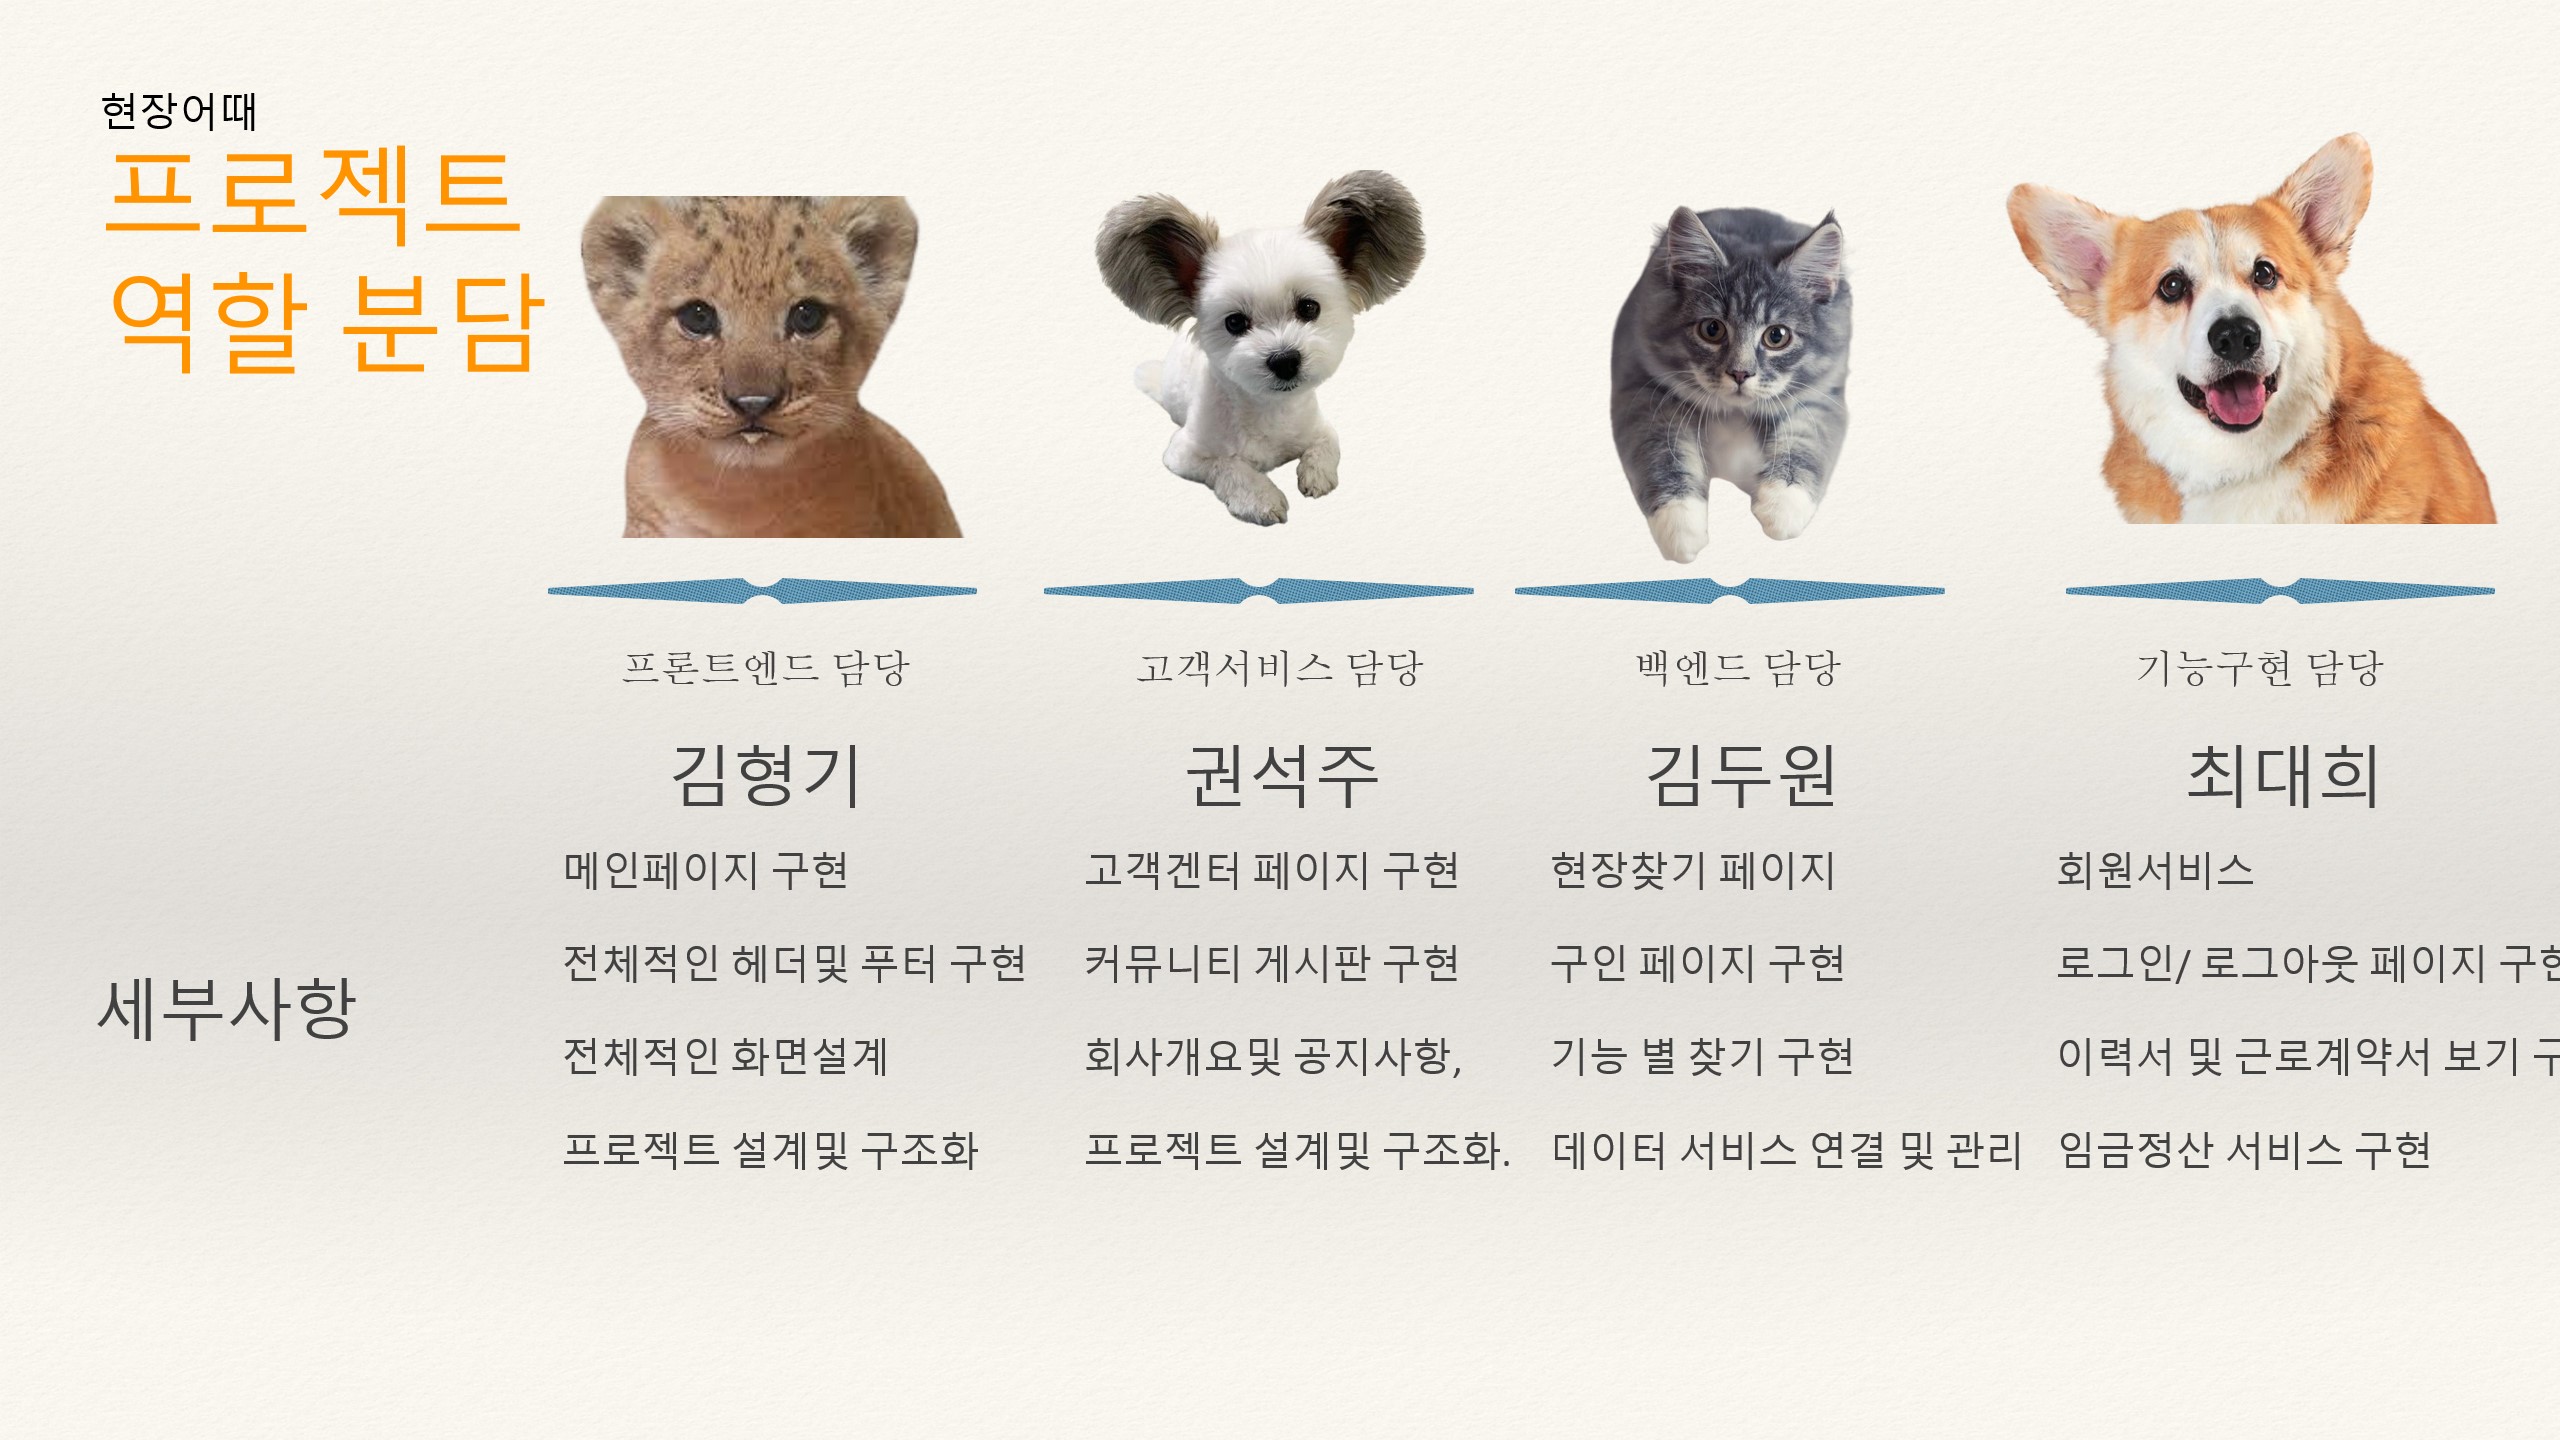 현장어때
프로젝트
역할 분담
프론트엔드 담당
김형기
메인페이지 구현
전체적인 헤더및 푸터 구현
전체적인 화면설계
프로젝트 설계및 구조화
고객서비스 담당
권석주
고객겐터 페이지 구현
커뮤니티 게시판 구현
회사개요및 공지사항,
프로젝트 설계및 구조화.
백엔드 담당
김두원
현장찾기 페이지
구인 페이지 구현
기능 별 찾기 구현
데이터 서비스 연결 및 관리
기능구현 담당
최대희
회원서비스
로그인/ 로그아웃 페이지
이력서 및 근로계약서 보기
임금정산 서비스 구현
세부사항